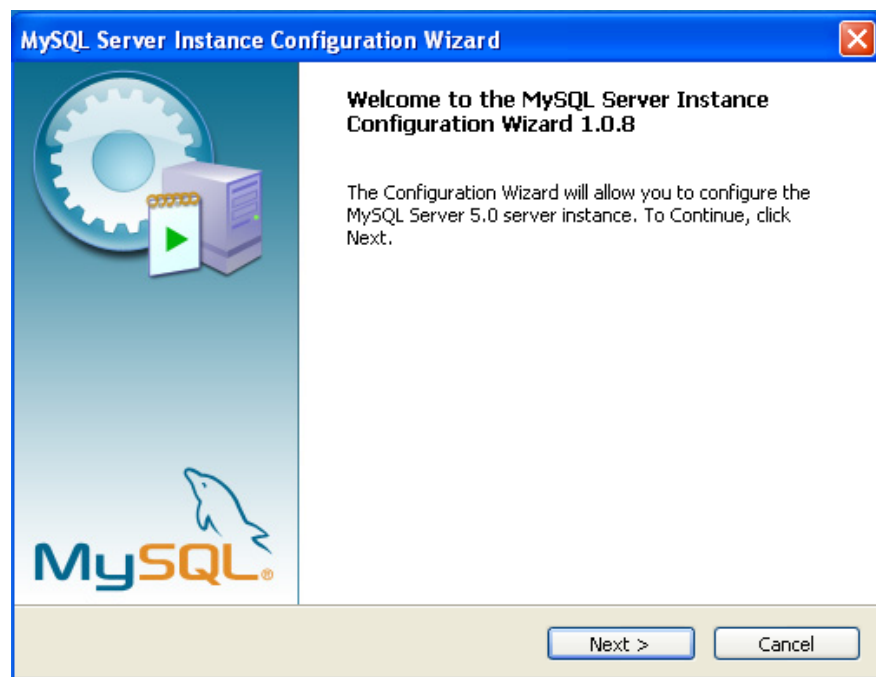 MySQL Server Instance Configuration Wizard
Welcome to the MySQL Server Instance
Configuration Wizard 1.0.8
The Configuration Wizard will allow you to configure the
MySQL Server 5.0 server instance. To Continue, click
Next.
MySQL®
Next >
Cancel